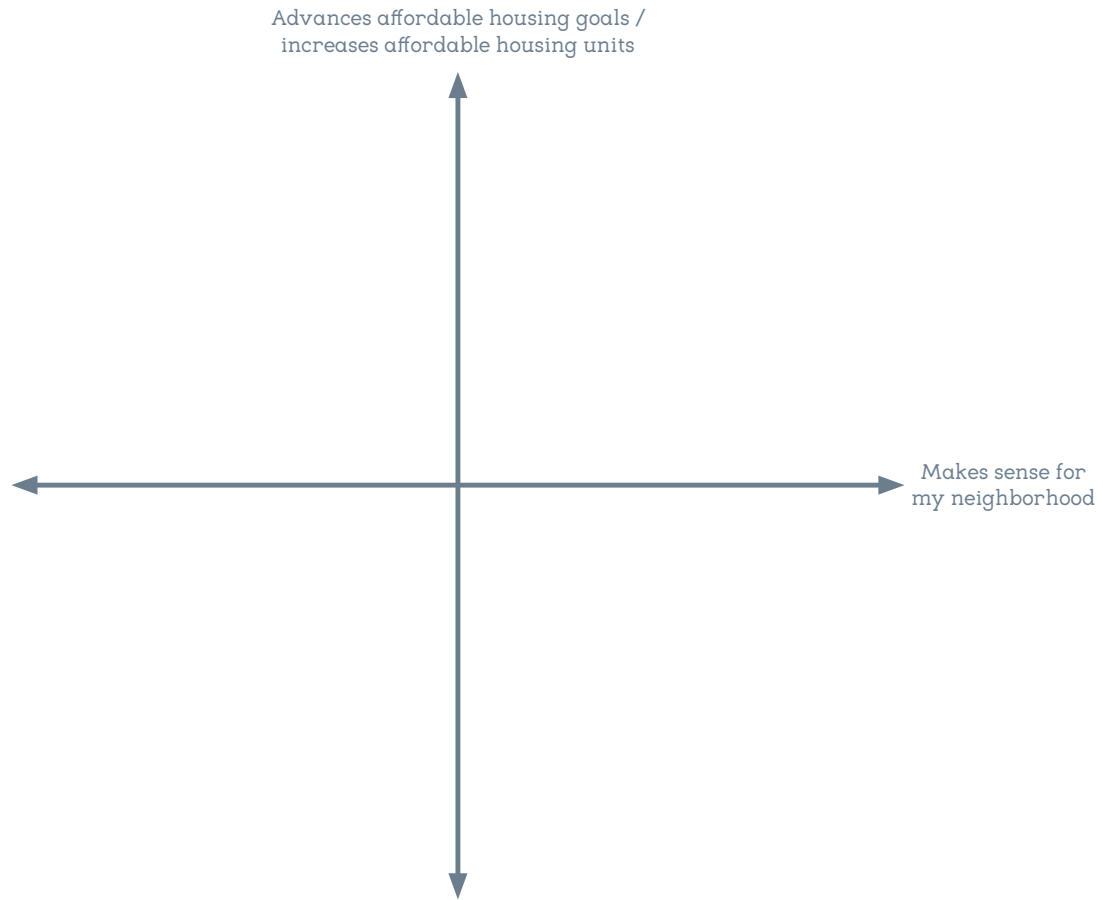 Advances affordable housing goals /
increases affordable housing units
Makes sense for
my neighborhood